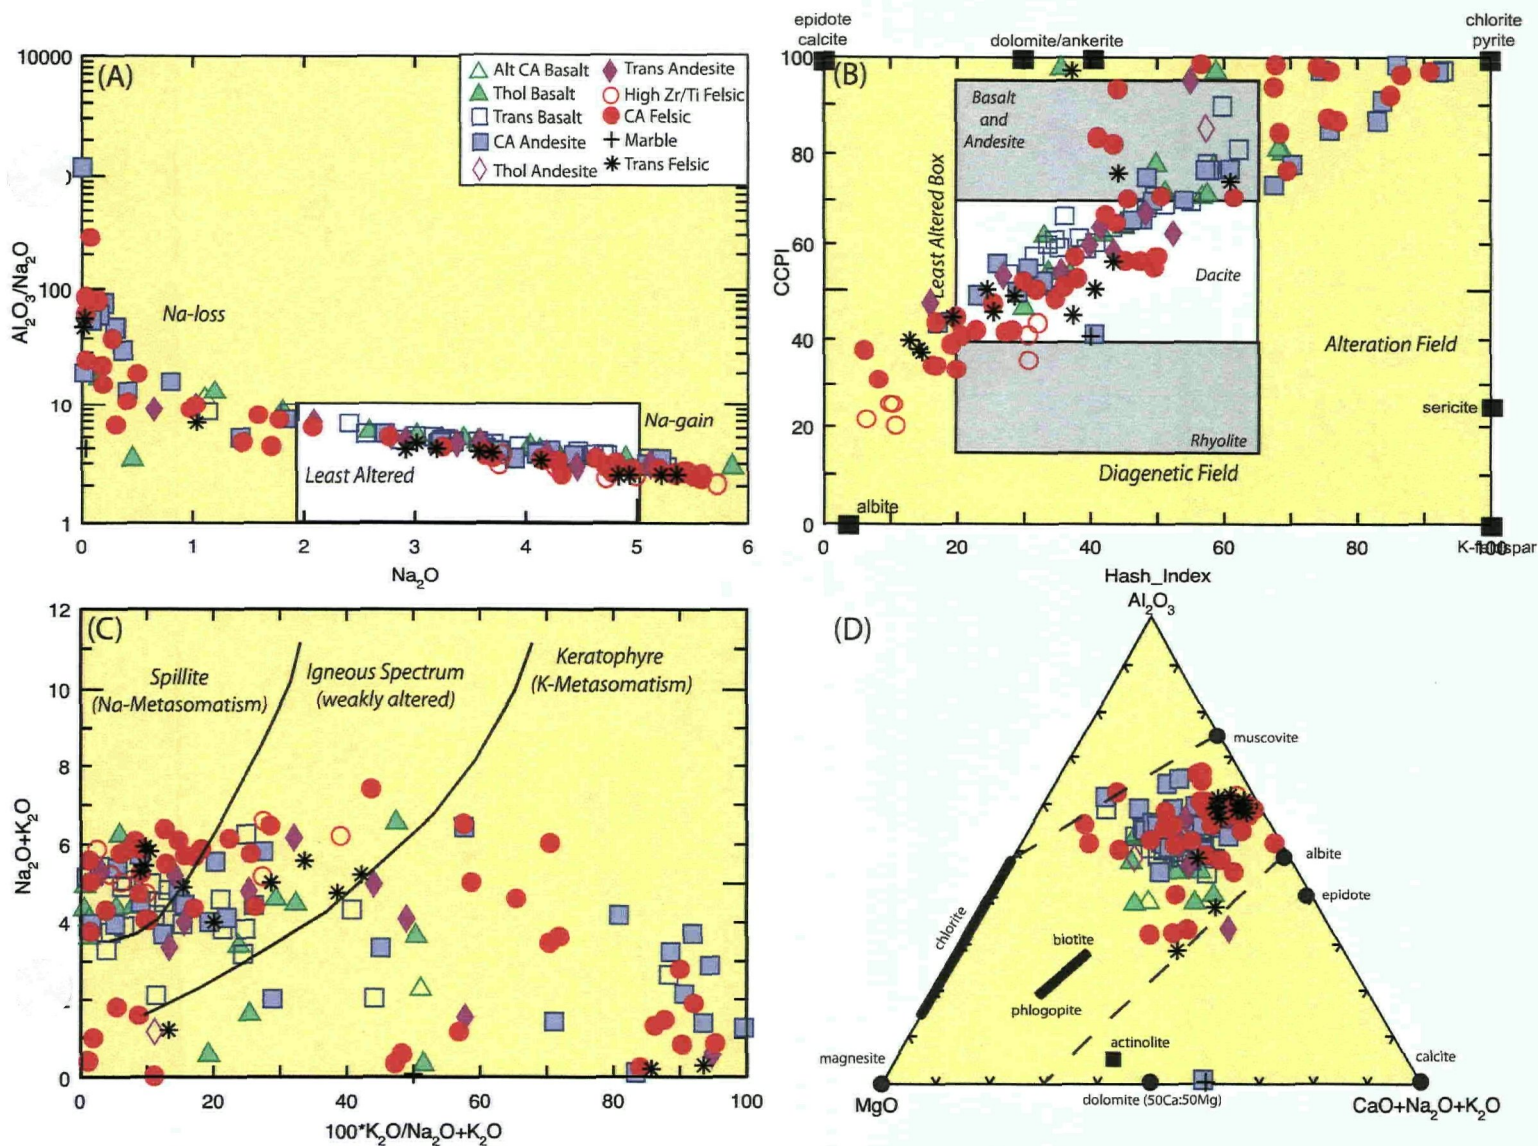 (A)
10000
100
10
1
Al₂O₃/Na₂O
Na-loss
Na-gain
Least Altered
Alt CA Basalt
Thol Basalt
Trans Basalt
CA Andesite
Thol Andesite
Trans Andesite
High Zr/Ti Felsic
CA Felsic
Marble
Trans Felsic
0 1 2 3 4 5 6
Na₂O
(B)
epidote
calcite
dolomite/ankerite
chlorite
pyrite
100
80
60
40
20
0
CCPI
Basalt
and
Andesite
Least Altered Box
Dacite
Alteration Field
sericite
Rhyolite
Diagenetic Field
albite
K-feldspar
0 20 40 60 80 100
Hash_Index
(C)
12
10
8
6
4
2
0
Na₂O+K₂O
Spillite
(Na-Metasomatism)
Igneous Spectrum
(weakly altered)
Keratophyre
(K-Metasomatism)
0 20 40 60 80 100
100*K₂O/Na₂O+K₂O
(D)
Al₂O₃
muscovite
albite
epidote
chlorite
biotite
phlogopite
actinolite
magnesite
calcite
dolomite (50Ca:50Mg)
MgO
CaO+Na₂O+K₂O